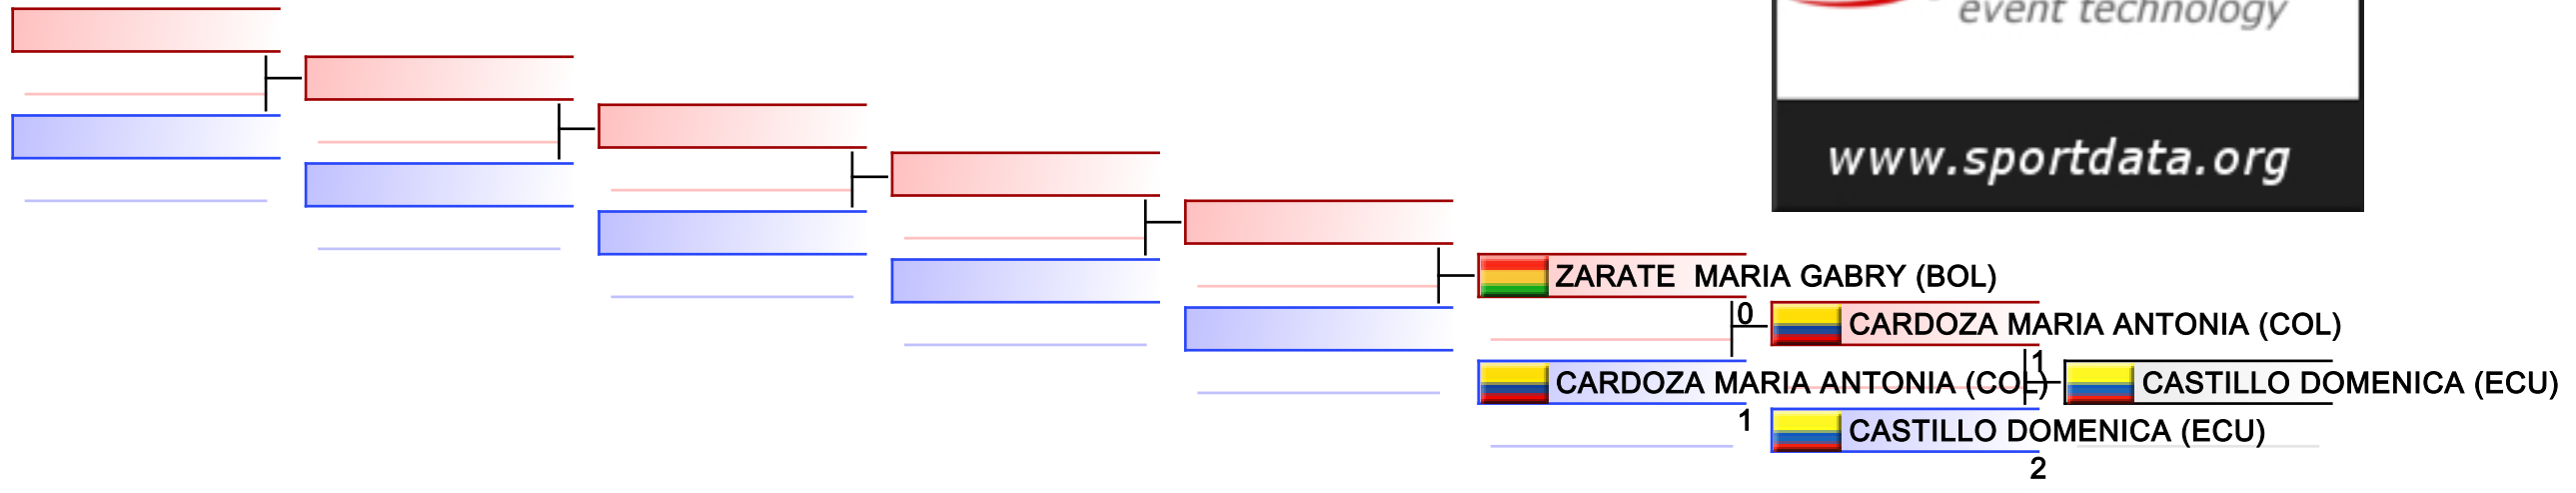 event technology
www.sportdata.org
ZARATE  MARIA GABRY (BOL)
0
CARDOZA MARIA ANTONIA (COL)
1
CARDOZA MARIA ANTONIA (COL)
CASTILLO DOMENICA (ECU)
1
CASTILLO DOMENICA (ECU)
2